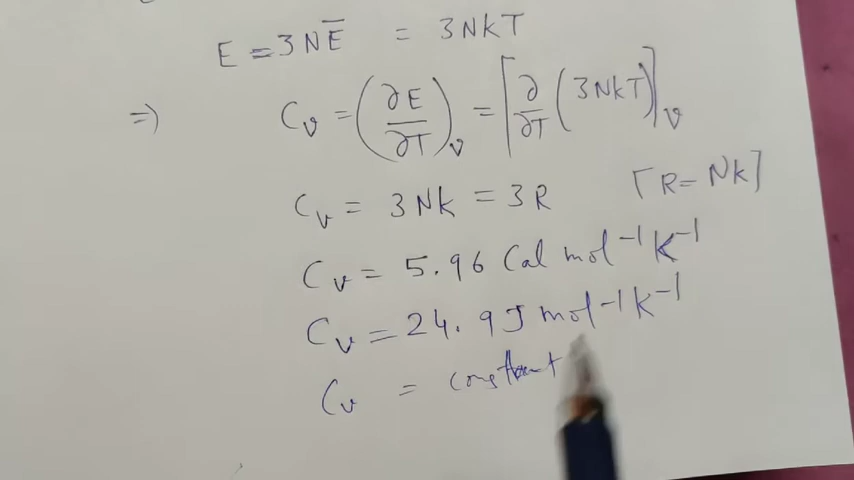 E = 3NĒ = 3NkT
⇒) Cᵥ = (∂E/∂T)ᵥ = [∂/∂T (3NkT)]ᵥ
Cᵥ = 3Nk = 3R [R = Nk]
Cᵥ = 5.96 Cal mol⁻¹ K⁻¹
Cᵥ = 24.9 J mol⁻¹ k⁻¹
Cᵥ = constant